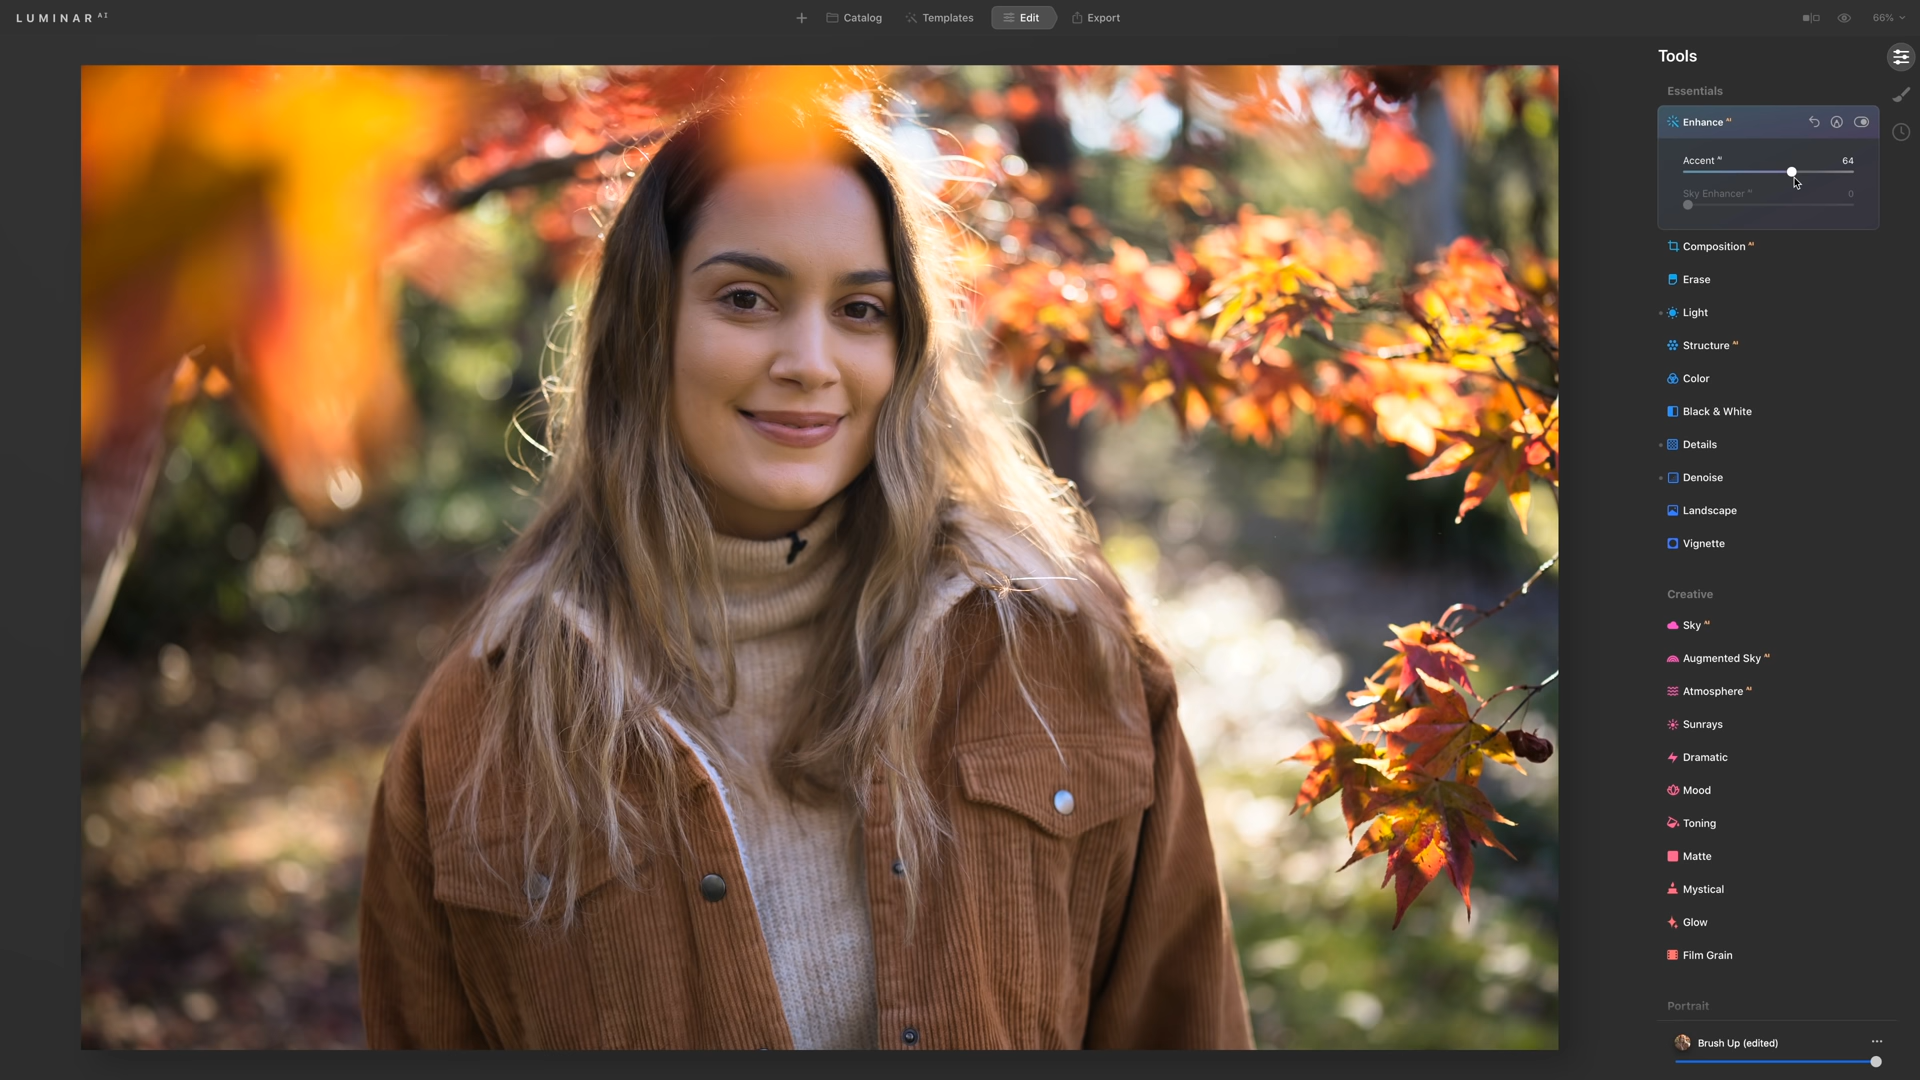 LUMINAR AI
Catalog
Templates
Edit
Export
66%
Tools
Essentials
Enhance AI
Accent AI
64
Sky Enhancer AI
0
Composition AI
Erase
Light
Structure AI
Color
Black & White
Details
Denoise
Landscape
Vignette
Creative
Sky AI
Augmented Sky AI
Atmosphere AI
Sunrays
Dramatic
Mood
Toning
Matte
Mystical
Glow
Film Grain
Portrait
Brush Up (edited)